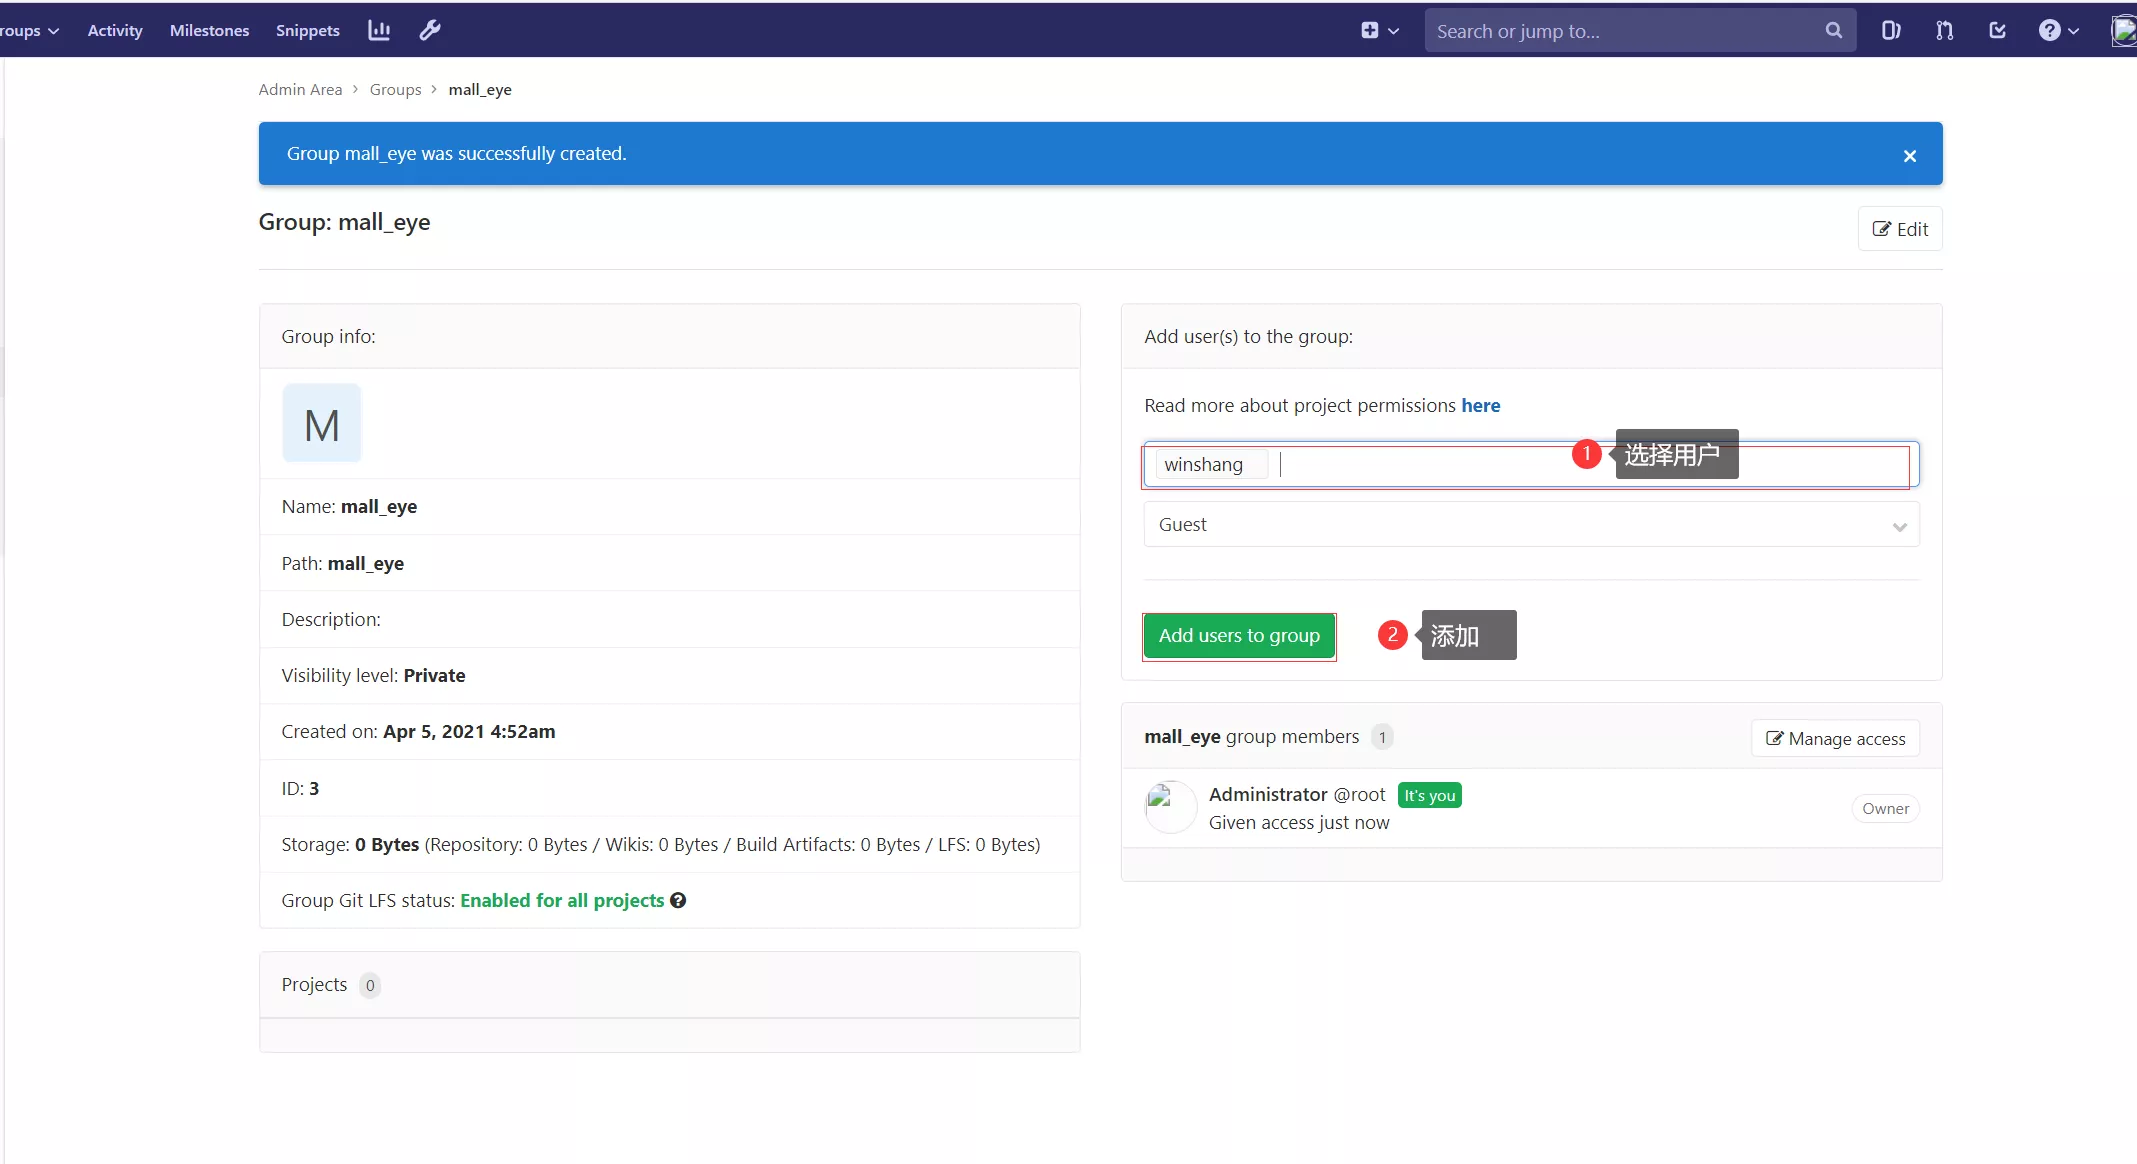 roups
Activity
Milestones
Snippets
Search or jump to...
Admin Area > Groups > mall_eye
Group mall_eye was successfully created.
Group: mall_eye
Edit
Group info:
M
Name: mall_eye
Path: mall_eye
Description:
Visibility level: Private
Created on: Apr 5, 2021 4:52am
ID: 3
Storage: 0 Bytes (Repository: 0 Bytes / Wikis: 0 Bytes / Build Artifacts: 0 Bytes / LFS: 0 Bytes)
Group Git LFS status: Enabled for all projects
Projects 0
Add user(s) to the group:
Read more about project permissions here
winshang
1 选择用户
Guest
Add users to group
2 添加
mall_eye group members 1
Manage access
Administrator @root It's you
Given access just now
Owner